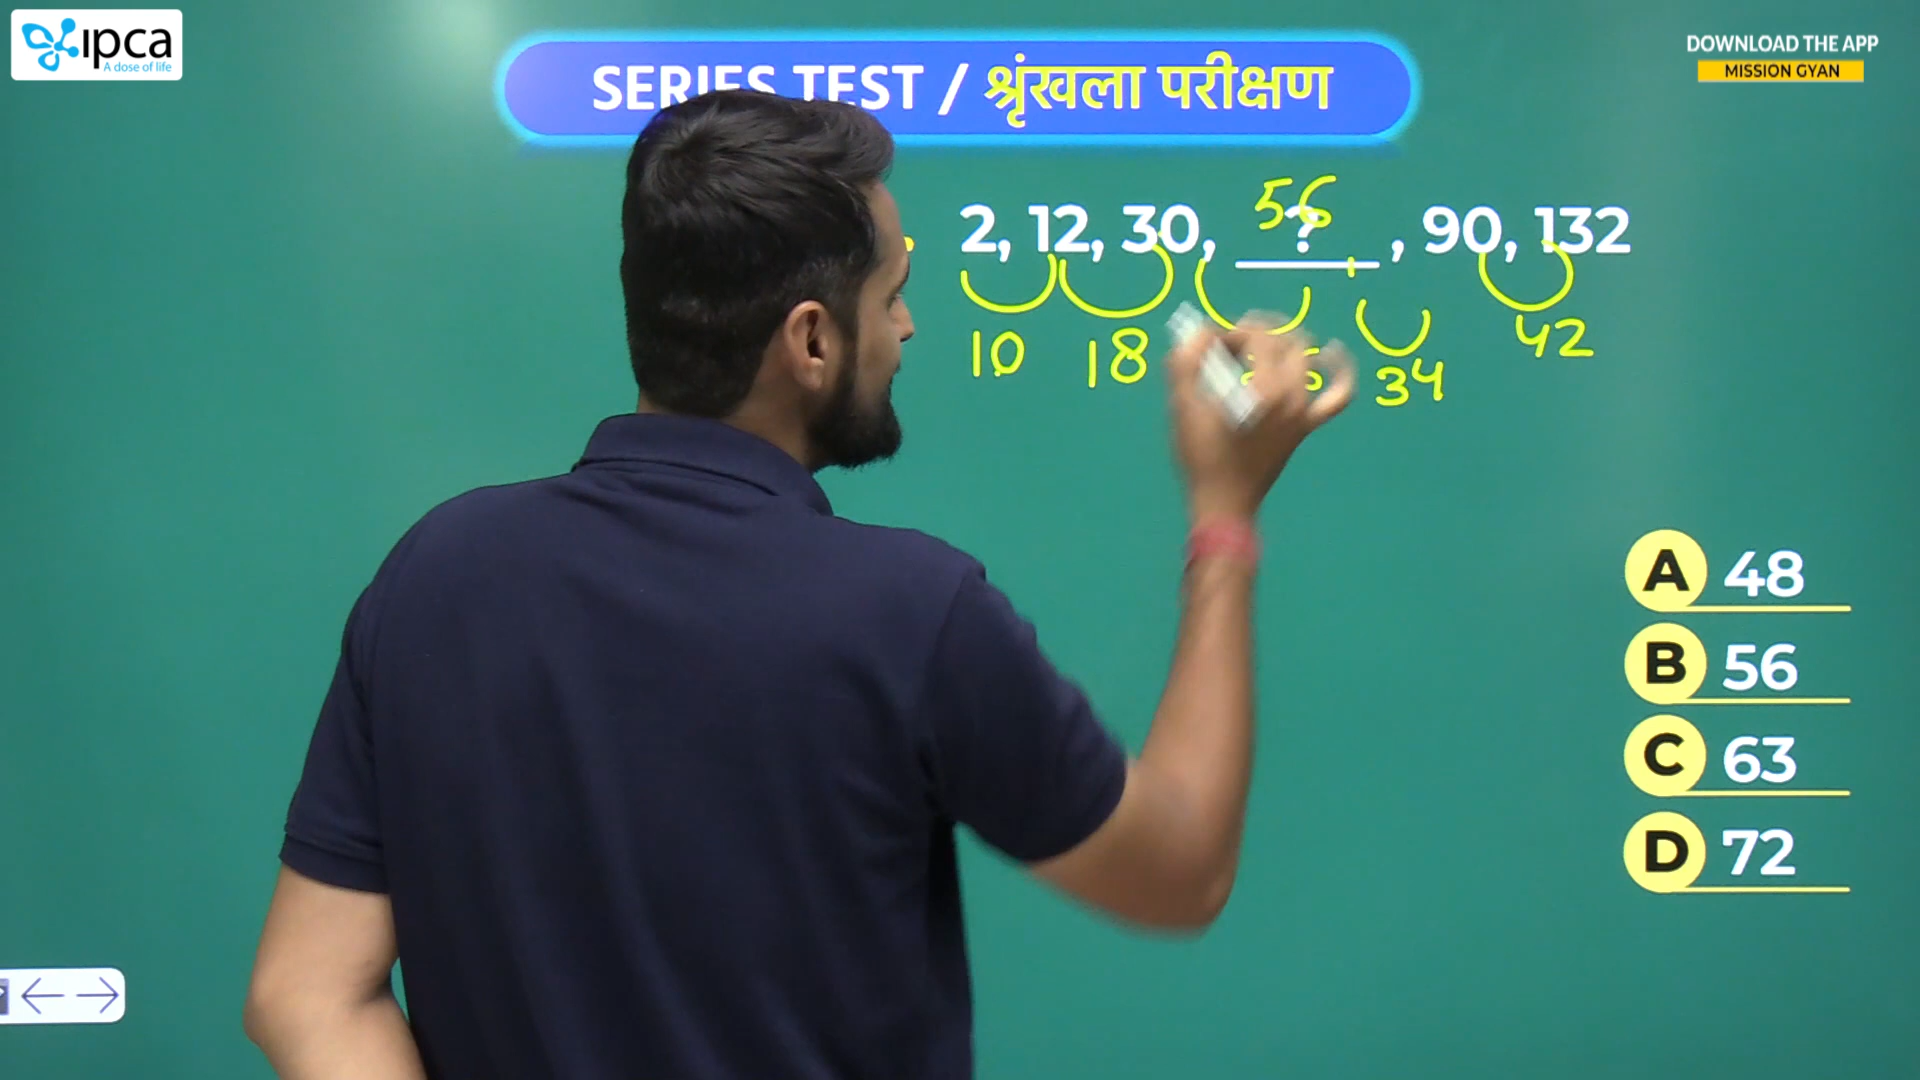 ipca
A dose of life
DOWNLOAD THE APP
MISSION GYAN
SERIES TEST / श्रृंखला परीक्षण
56
2, 12, 30, ?, 90, 132
10 18 34 42
A 48
B 56
C 63
D 72